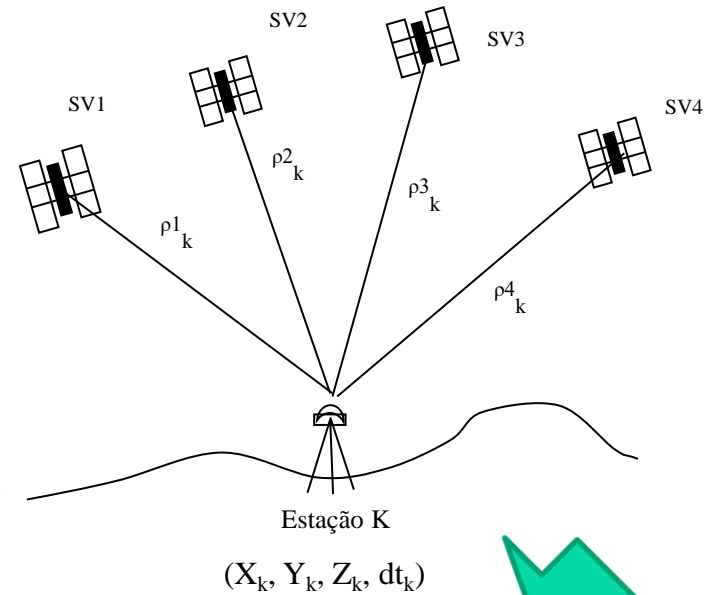 SV2
SV3
SV1
SV4
ρ2k
ρ3k
ρ1k
ρ4k
Estação K
(Xk, Yk, Zk, dtk)